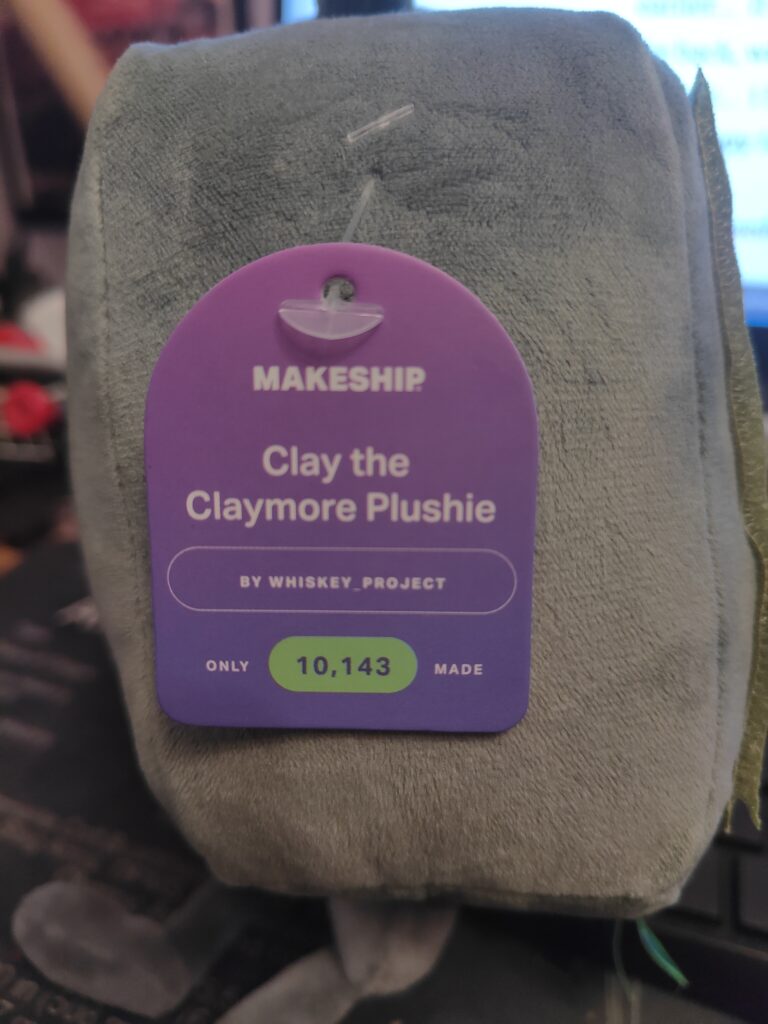 MAKESHIP
Clay the
Claymore Plushie
BY WHISKEY_PROJECT
ONLY 10,143 MADE